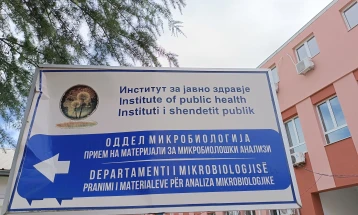 Институт за јавно здравје
Institute of public health
Instituti i shendetit publik
ОДДЕЛ МИКРОБИОЛОГИЈА
ПРИЕМ НА МАТЕРИЈАЛИ ЗА МИКРОБИОЛОШКИ АНАЛИЗИ
DEPARTAMENTI I MIKROBIOLOGJISË
PRANIMI I MATERIALEVE PËR ANALIZA MIKROBIOLOGJIKE